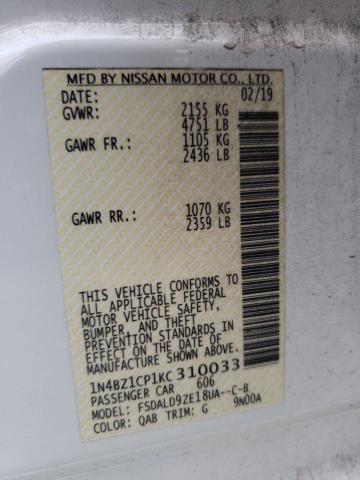 MFD BY NISSAN MOTOR CO., LTD.
DATE: 02/19
GVWR: 2155 KG
4751 LB
GAWR FR.: 1105 KG
2436 LB
GAWR RR.: 1070 KG
2359 LB
THIS VEHICLE CONFORMS TO
ALL APPLICABLE FEDERAL
MOTOR VEHICLE SAFETY,
BUMPER, AND THEFT
PREVENTION STANDARDS IN
EFFECT ON THE DATE OF
MANUFACTURE SHOWN ABOVE.
1N4BZ1CP1KC 310033
PASSENGER CAR 606
MODEL: FSDALD9ZE18UA--C-B
COLOR: QAB TRIM: G 9N00A